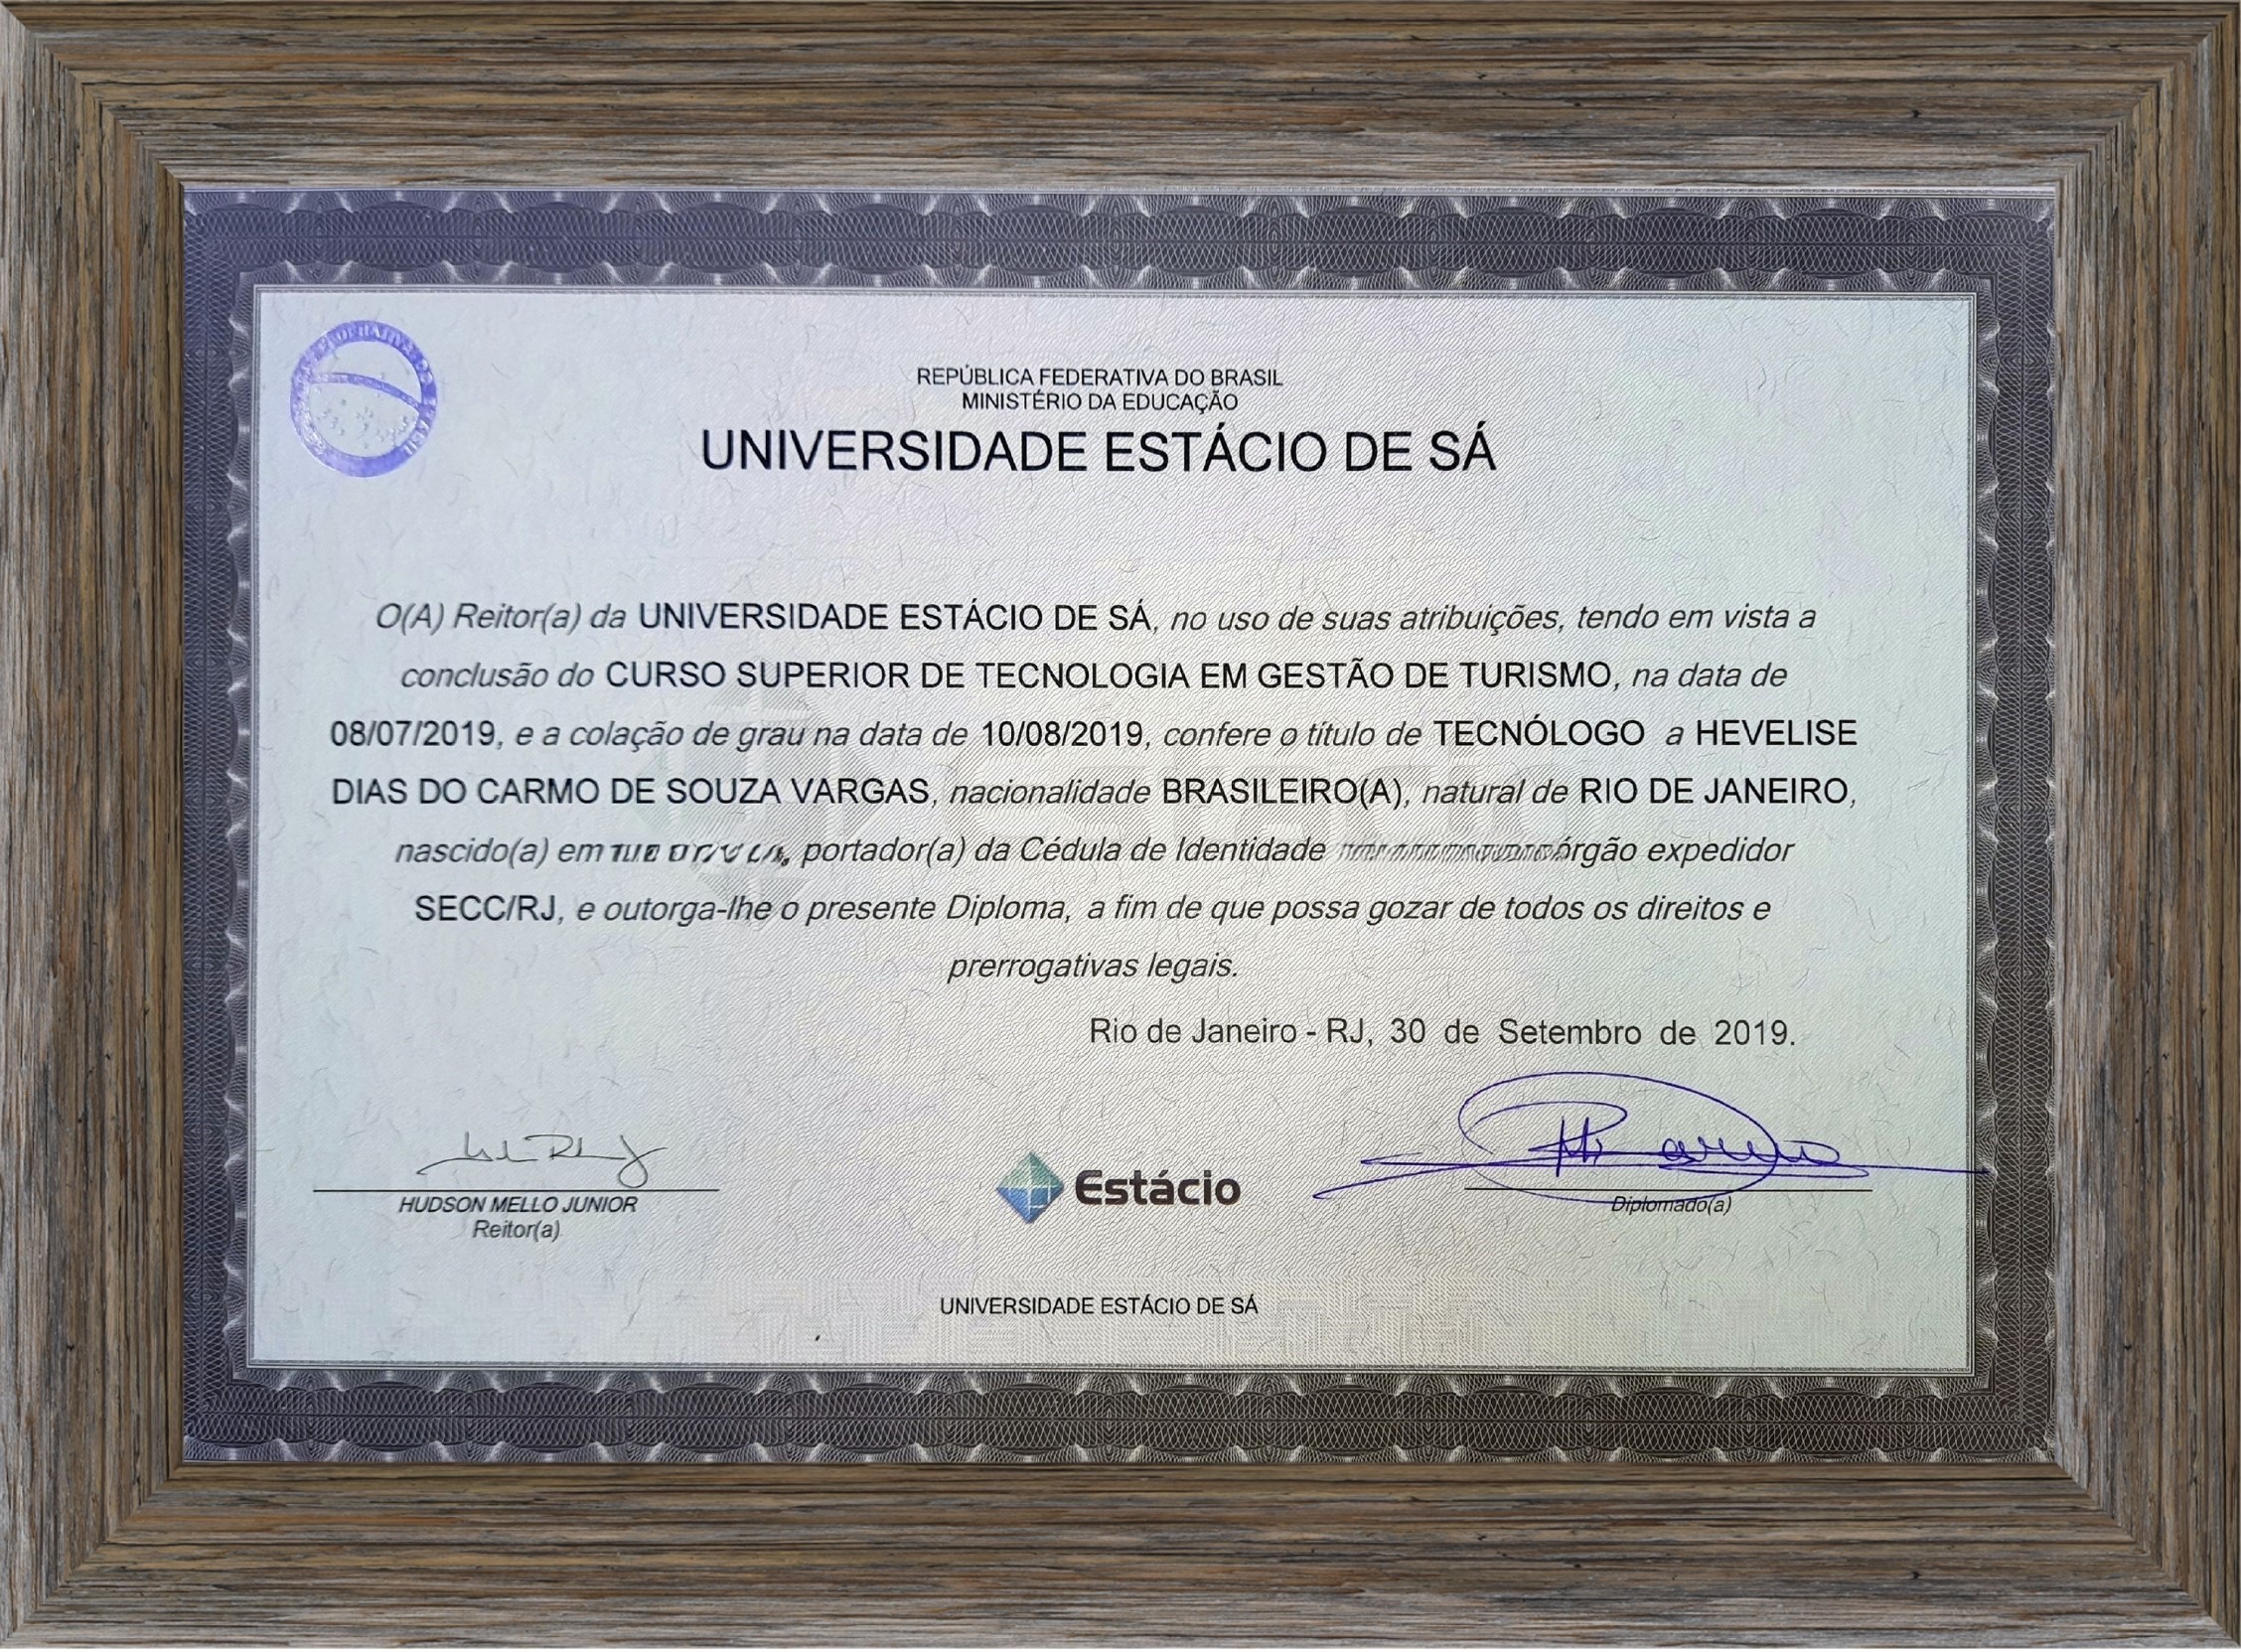 REPÚBLICA FEDERATIVA DO BRASIL
MINISTÉRIO DA EDUCAÇÃO
UNIVERSIDADE ESTÁCIO DE SÁ
O(A) Reitor(a) da UNIVERSIDADE ESTÁCIO DE SÁ, no uso de suas atribuições, tendo em vista a
conclusão do CURSO SUPERIOR DE TECNOLOGIA EM GESTÃO DE TURISMO, na data de
08/07/2019, e a colação de grau na data de 10/08/2019, confere o título de TECNÓLOGO a HEVELISE
DIAS DO CARMO DE SOUZA VARGAS, nacionalidade BRASILEIRO(A), natural de RIO DE JANEIRO,
nascido(a) em portador(a) da Cédula de Identidade órgão expedidor
SECC/RJ, e outorga-lhe o presente Diploma, a fim de que possa gozar de todos os direitos e
prerrogativas legais.
Rio de Janeiro - RJ, 30 de Setembro de 2019.
HUDSON MELLO JUNIOR
Reitor(a)
Estácio
Diplomado(a)
UNIVERSIDADE ESTÁCIO DE SÁ